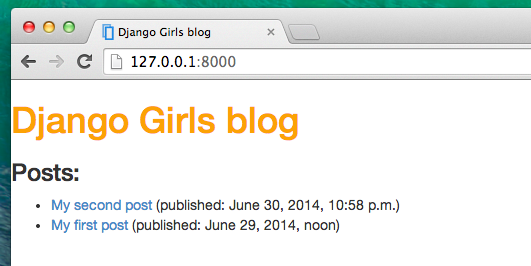 Django Girls blog
127.0.0.1:8000
Django Girls blog
Posts:
My second post (published: June 30, 2014, 10:58 p.m.)
My first post (published: June 29, 2014, noon)